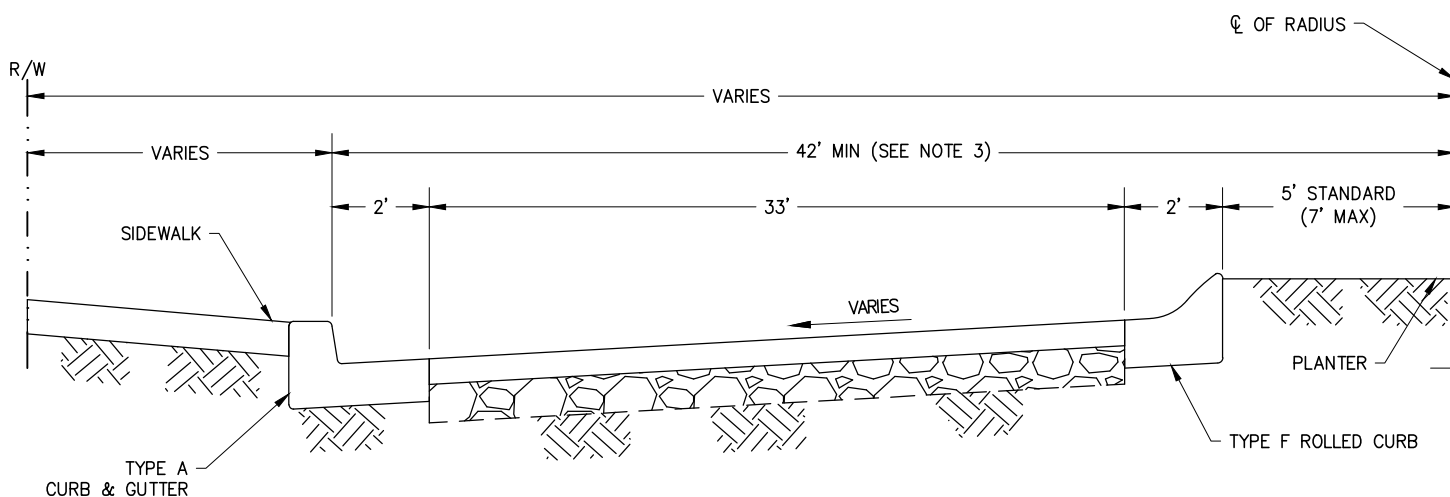 ℄ OF RADIUS
R/W
VARIES
VARIES
42' MIN (SEE NOTE 3)
2'
33'
2'
5' STANDARD
(7' MAX)
SIDEWALK
VARIES
PLANTER
TYPE F ROLLED CURB
TYPE A
CURB & GUTTER